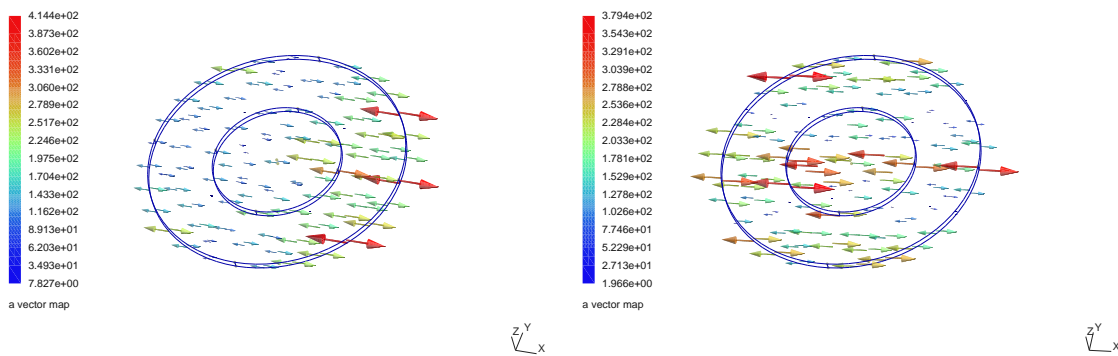 4.144e+02
3.873e+02
3.602e+02
3.331e+02
3.060e+02
2.789e+02
2.517e+02
2.246e+02
1.975e+02
1.704e+02
1.433e+02
1.162e+02
8.913e+01
6.203e+01
3.493e+01
7.827e+00
a vector map
Z Y
X
3.794e+02
3.543e+02
3.291e+02
3.039e+02
2.788e+02
2.536e+02
2.284e+02
2.033e+02
1.781e+02
1.529e+02
1.278e+02
1.026e+02
7.746e+01
5.229e+01
2.713e+01
1.966e+00
a vector map
Z Y
X